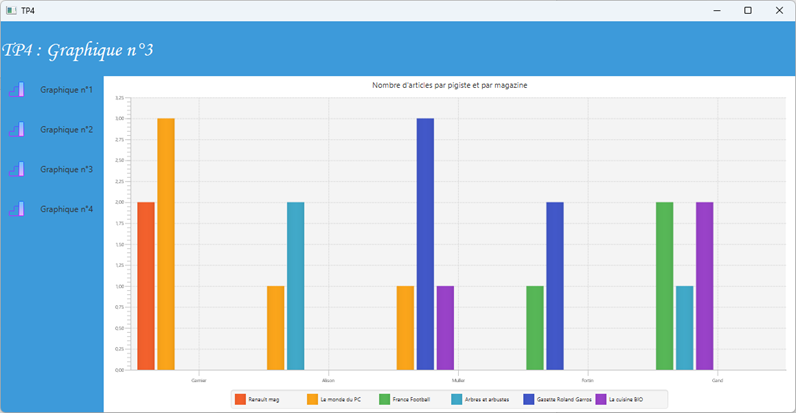 TP4
TP4 : Graphique n°3
Graphique n°1
Graphique n°2
Graphique n°3
Graphique n°4
Nombre d'articles par pigiste et par magazine
3.25
3.00
2.75
2.50
2.25
2.00
1.75
1.50
1.25
1.00
0.75
0.50
0.25
0.00
Muller Fortin Gand
Renault mag Le monde du PC France Football Arbres et arbustes Gazette Roland Garros La cuisine BIO